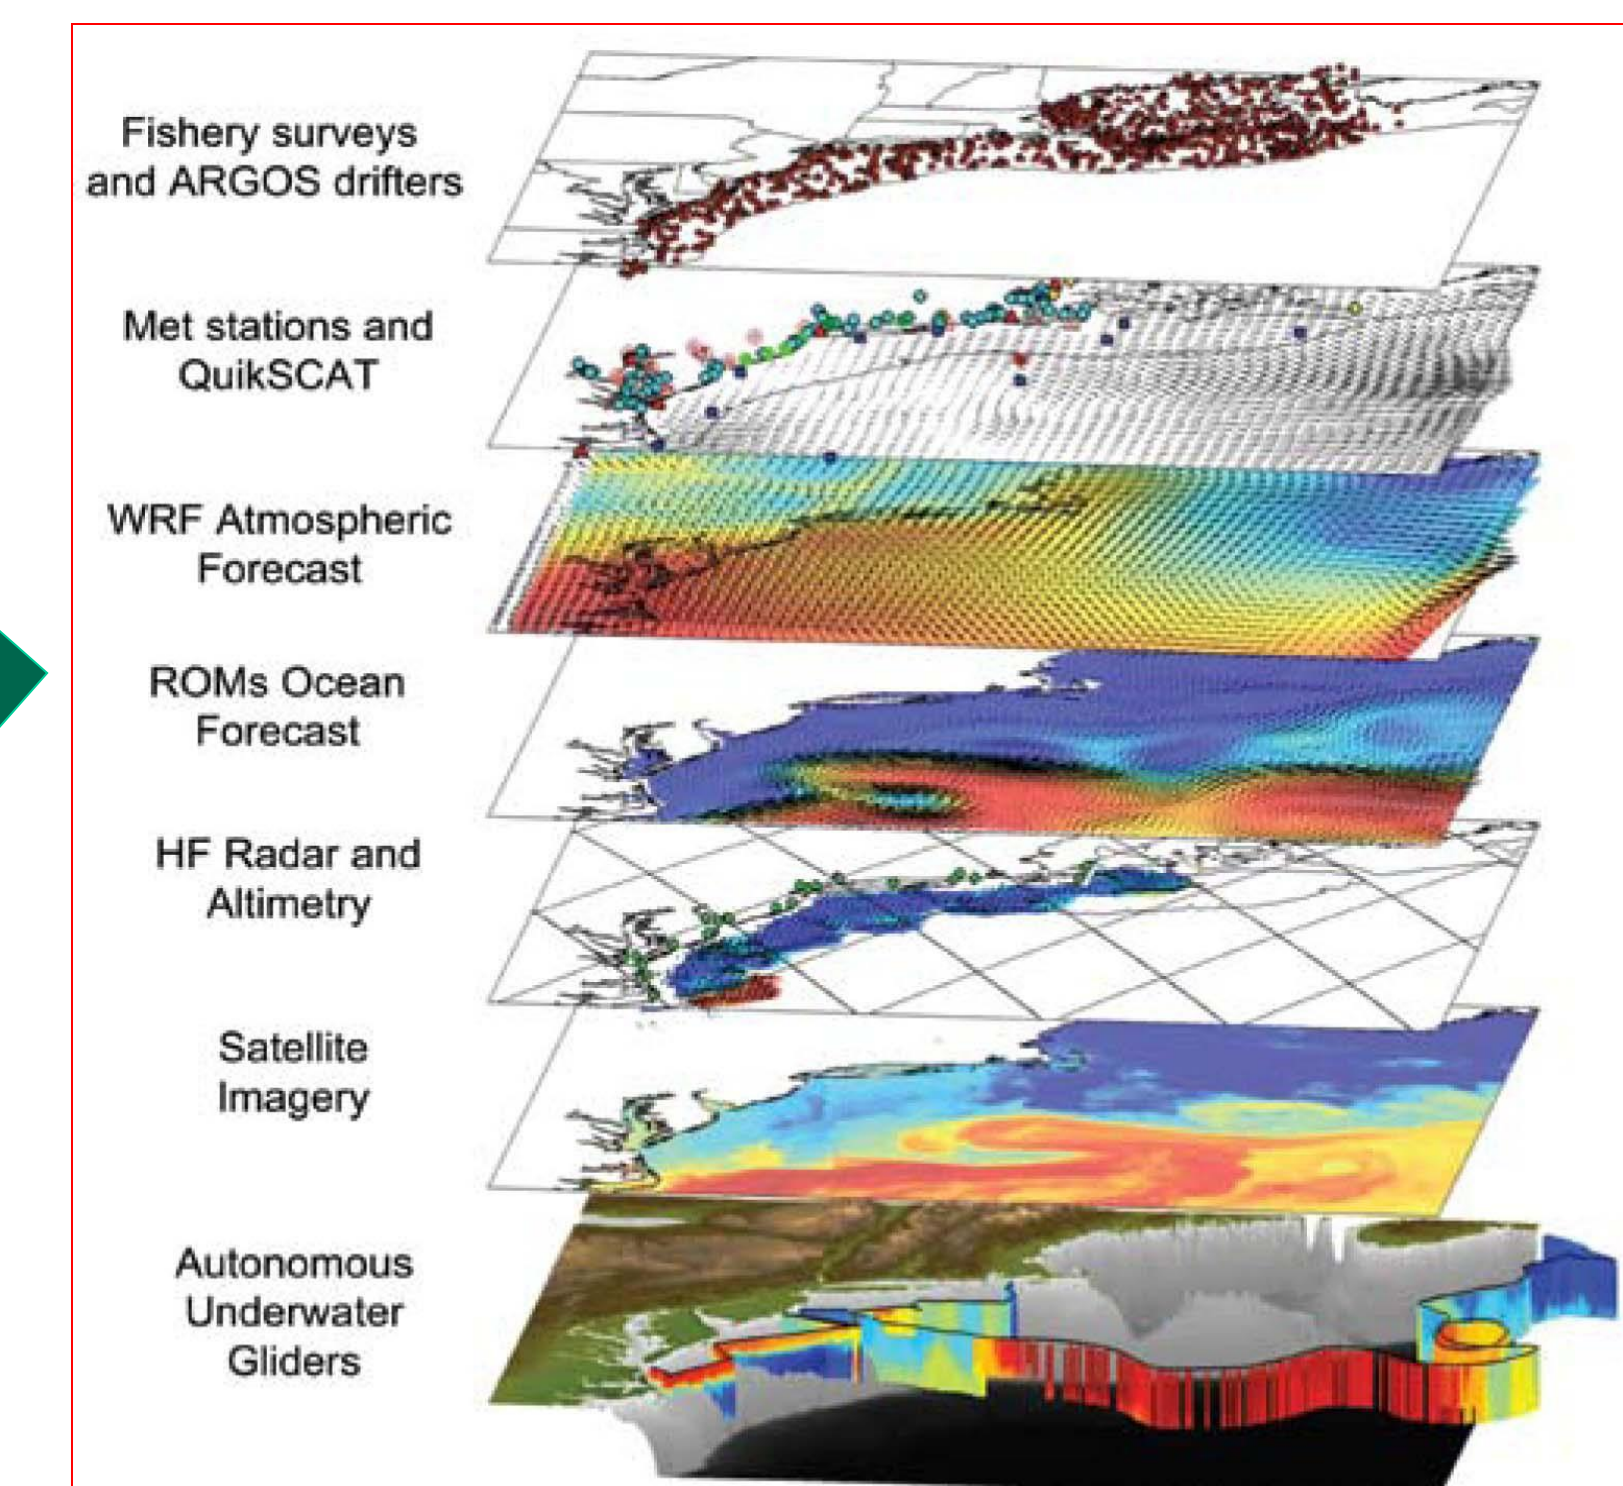 Fishery surveys
and ARGOS drifters
Met stations and
QuikSCAT
WRF Atmospheric
Forecast
ROMs Ocean
Forecast
HF Radar and
Altimetry
Satellite
Imagery
Autonomous
Underwater
Gliders